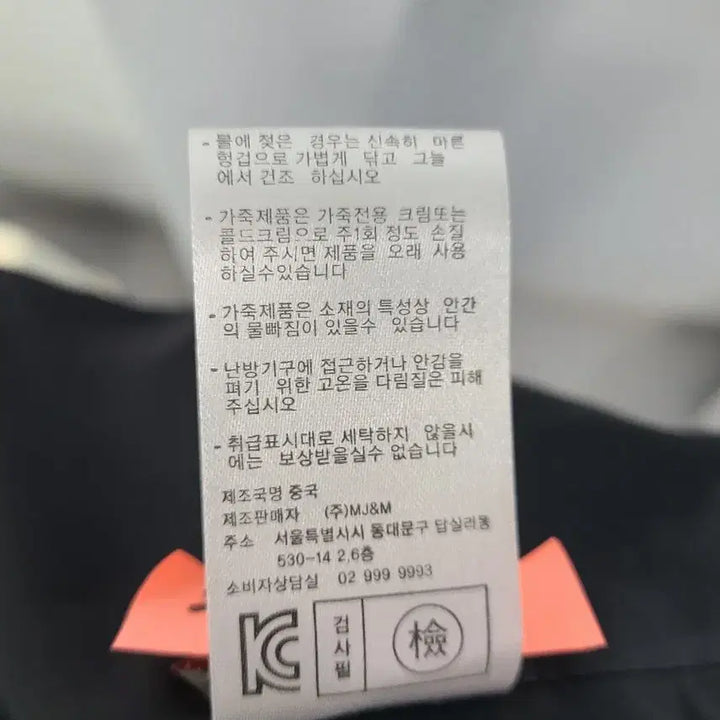 - 물에 젖은 경우는 신속히 마른
헝겁으로 가볍게 닦고 그늘
에서 건조 하십시오
- 가죽제품은 가죽전용 크림또는
콜드크림으로 주1회 정도 손질
하여 주시면 제품을 오래 사용
하실수있습니다
- 가죽제품은 소재의 특성상 안간
의 물빠짐이 있을수 있습니다
- 난방기구에 접근하거나 안감을
펴기 위한 고온을 다림질은 피해
주십시오
- 취급표시대로 세탁하지 않을시
에는 보상받을실수 없습니다
제조국명 중국
제조판매자 (주)MJ&M
주소 서울특별시시 동대문구 답실리동
530-14 2,6층
소비자상담실 02 999 9993
KC
검사필
檢